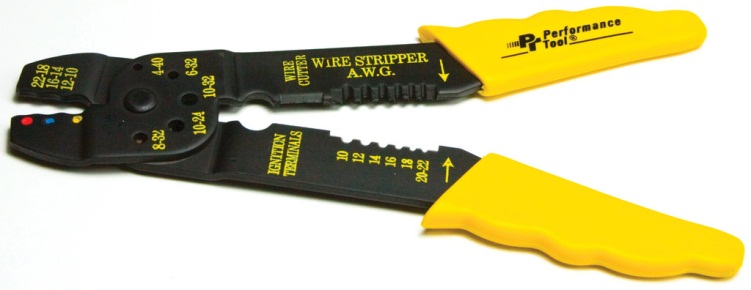 PT Performance
Tool®
WIRE STRIPPER
A.W.G.
WIRE
CUTTER
4-40
6-32
10-32
22-18
16-14
12-10
8-32
10-24
IGNITION
TERMINALS
10
12
14
16
18
20-22